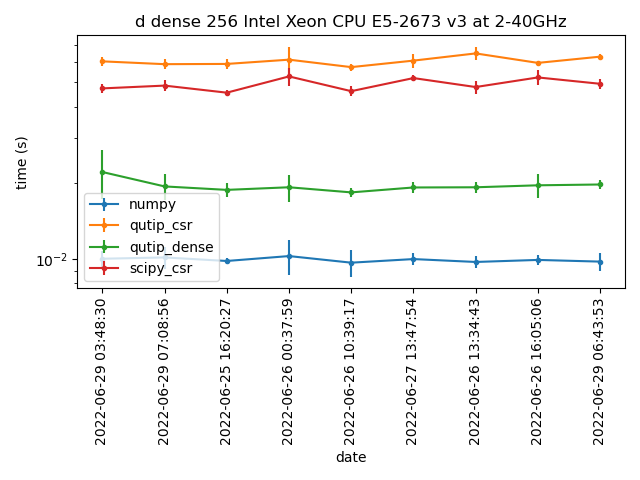 d dense 256 Intel Xeon CPU E5-2673 v3 at 2-40GHz
time (s)
10^-2
numpy
qutip_csr
qutip_dense
scipy_csr
2022-06-29 03:48:30
2022-06-29 07:08:56
2022-06-25 16:20:27
2022-06-26 00:37:59
2022-06-26 10:39:17
2022-06-27 13:47:54
2022-06-26 13:34:43
2022-06-26 16:05:06
2022-06-29 06:43:53
date